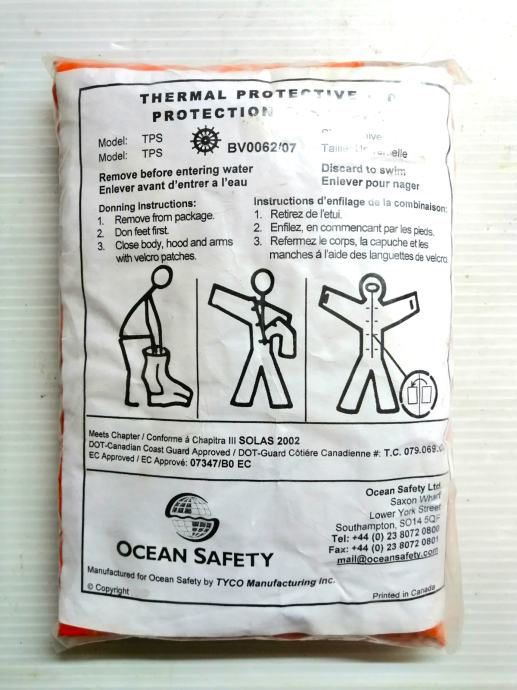 THERMAL PROTECTIVE
PROTECTION
Model: TPS
Model: TPS
BV0062/07
Remove before entering water
Enlever avant d'entrer a l'eau
Discard to swim
Enlever pour nager
Donning Instructions:
1. Remove from package.
2. Don feet first.
3. Close body, hood and arms
with velcro patches.
Instructions d'enfilage de la combinaison:
1. Retirez de l'etui.
2. Enfilez, en commencant par les pieds.
3. Refermez le corps, la capuche et les
manches á l'aide des languettes de velcro.
Meets Chapter / Conforme á Chapitra III SOLAS 2002
DOT-Canadian Coast Guard Approved / DOT-Guard Côtiére Canadienne #: T.C. 079.069
EC Approved / EC Apprové: 07347/B0 EC
OCEAN SAFETY
Ocean Safety Ltd.
Saxon Wharf
Lower York Street
Southampton, SO14 5QF
Tel: +44 (0) 23 8072 0800
Fax: +44 (0) 23 8072 0801
mail@oceansafety.com
Manufactured for Ocean Safety by TYCO Manufacturing Inc.
© Copyright
Printed in Canada